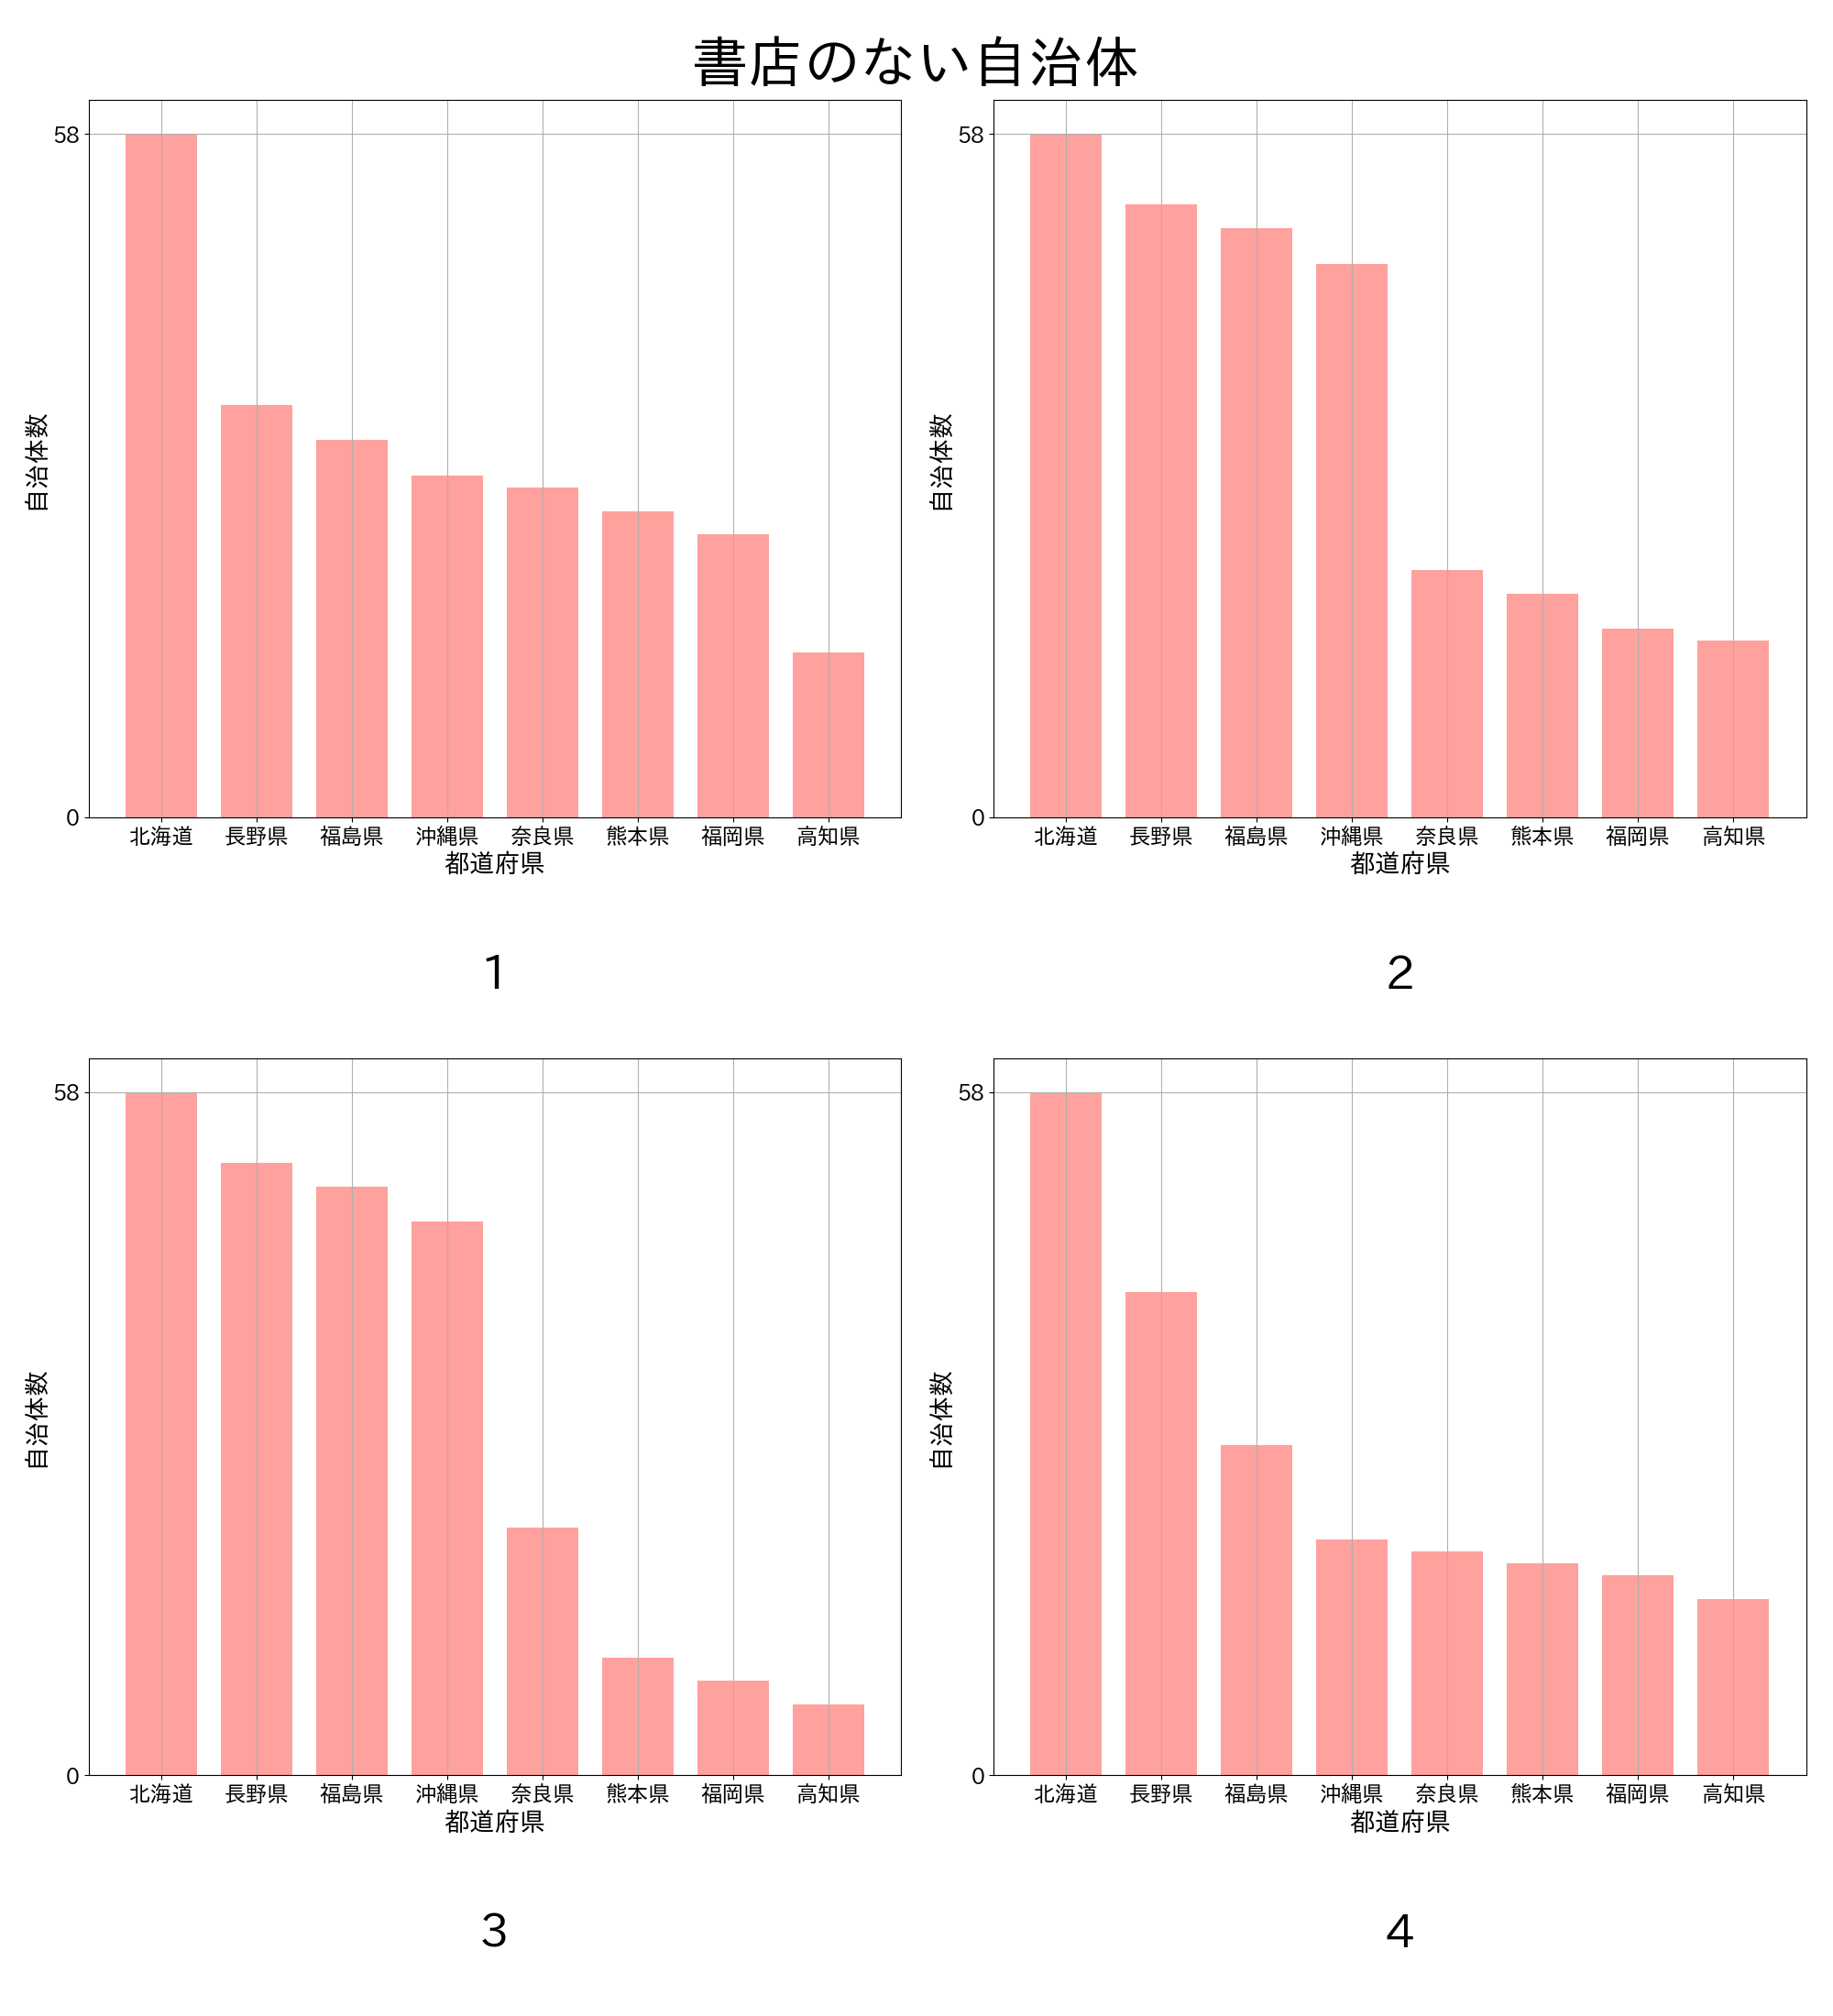 書店のない自治体
58
0
自治体数
北海道 長野県 福島県 沖縄県 奈良県 熊本県 福岡県 高知県
都道府県
1
58
0
自治体数
北海道 長野県 福島県 沖縄県 奈良県 熊本県 福岡県 高知県
都道府県
2
58
0
自治体数
北海道 長野県 福島県 沖縄県 奈良県 熊本県 福岡県 高知県
都道府県
3
58
0
自治体数
北海道 長野県 福島県 沖縄県 奈良県 熊本県 福岡県 高知県
都道府県
4